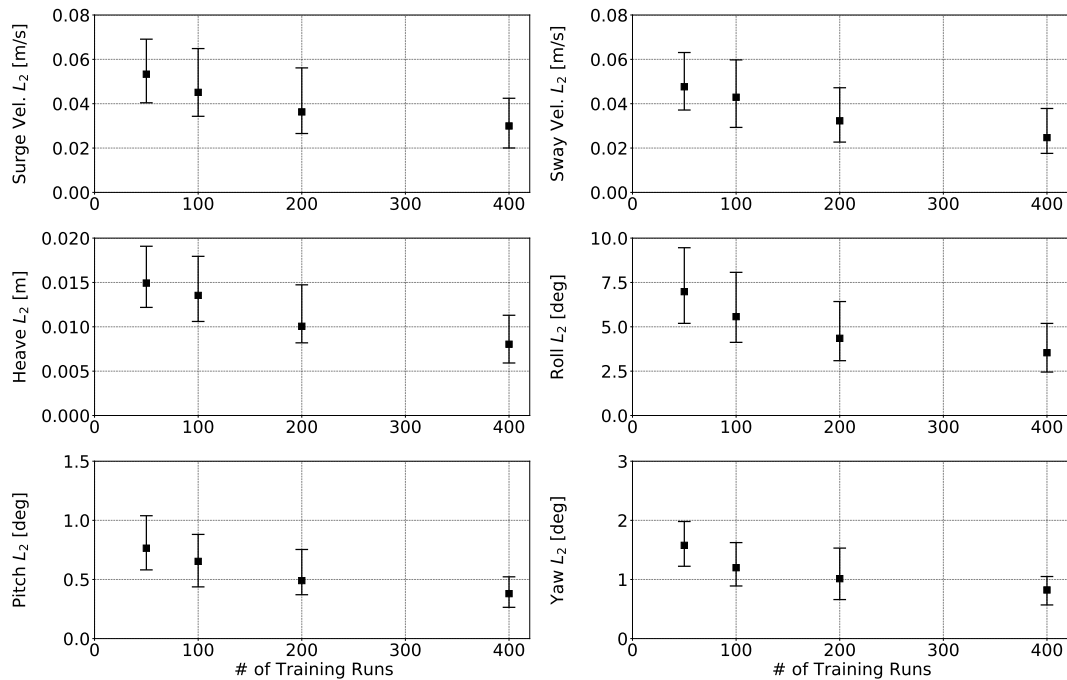 Surge Vel. L₂ [m/s]
0.08
0.06
0.04
0.02
0.00
0 100 200 300 400
Sway Vel. L₂ [m/s]
0.08
0.06
0.04
0.02
0.00
0 100 200 300 400
Heave L₂ [m]
0.020
0.015
0.010
0.005
0.000
0 100 200 300 400
Roll L₂ [deg]
10.0
7.5
5.0
2.5
0.0
0 100 200 300 400
Pitch L₂ [deg]
1.5
1.0
0.5
0.0
0 100 200 300 400
# of Training Runs
Yaw L₂ [deg]
3
2
1
0
0 100 200 300 400
# of Training Runs